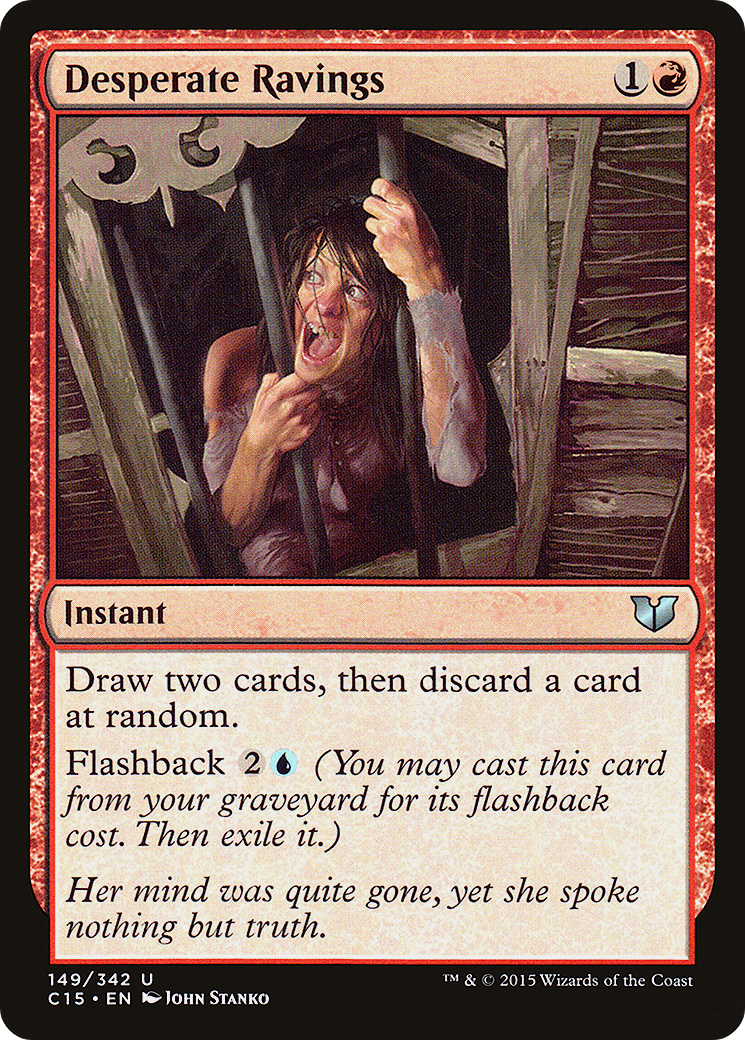 Desperate Ravings 1
Instant
Draw two cards, then discard a card
at random.
Flashback 2 (You may cast this card
from your graveyard for its flashback
cost. Then exile it.)
Her mind was quite gone, yet she spoke
nothing but truth.
149/342 U
C15 • EN John Stanko
™ & © 2015 Wizards of the Coast